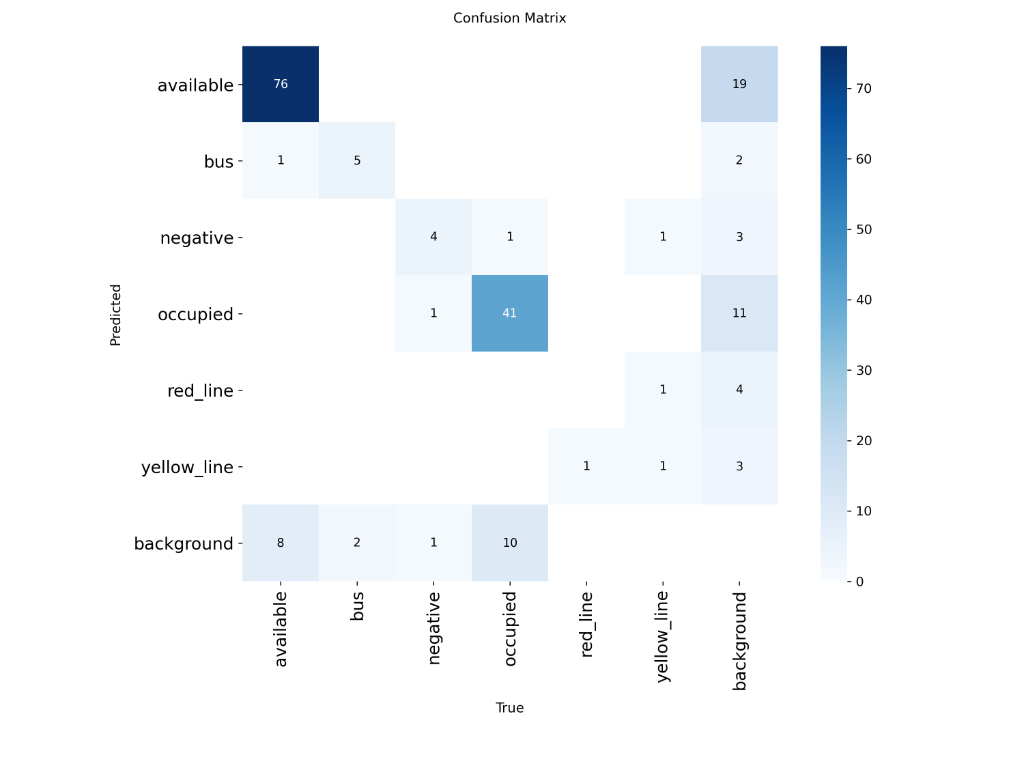 Confusion Matrix
available
76
19
70
bus
1
5
2
60
negative
4
1
1
3
50
Predicted
occupied
1
41
11
40
red_line
1
4
30
yellow_line
1
1
3
20
background
8
2
1
10
10
0
available
bus
negative
occupied
red_line
yellow_line
background
True